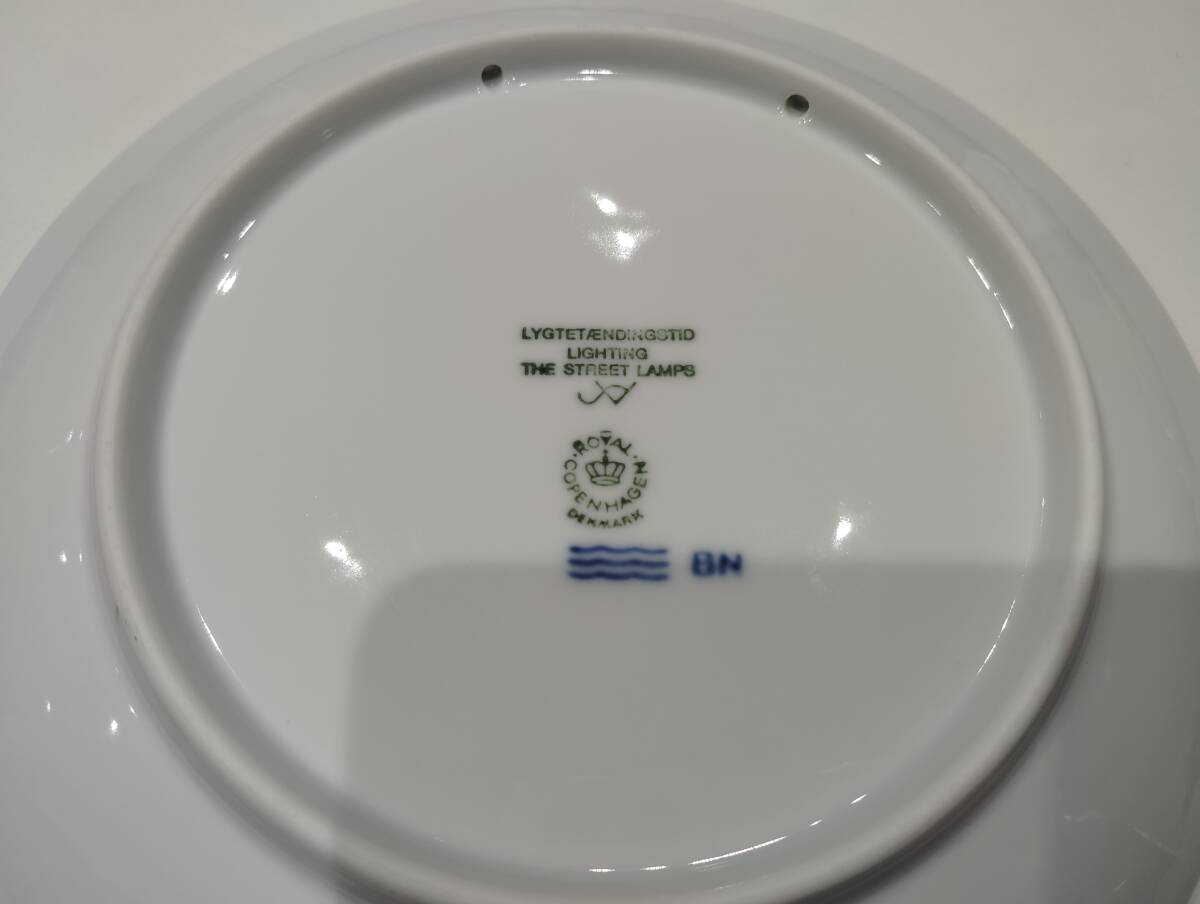 LYGTETÆNDINGSTID
LIGHTING
THE STREET LAMPS
ROYAL
COPENHAGEN
DENMARK
BN